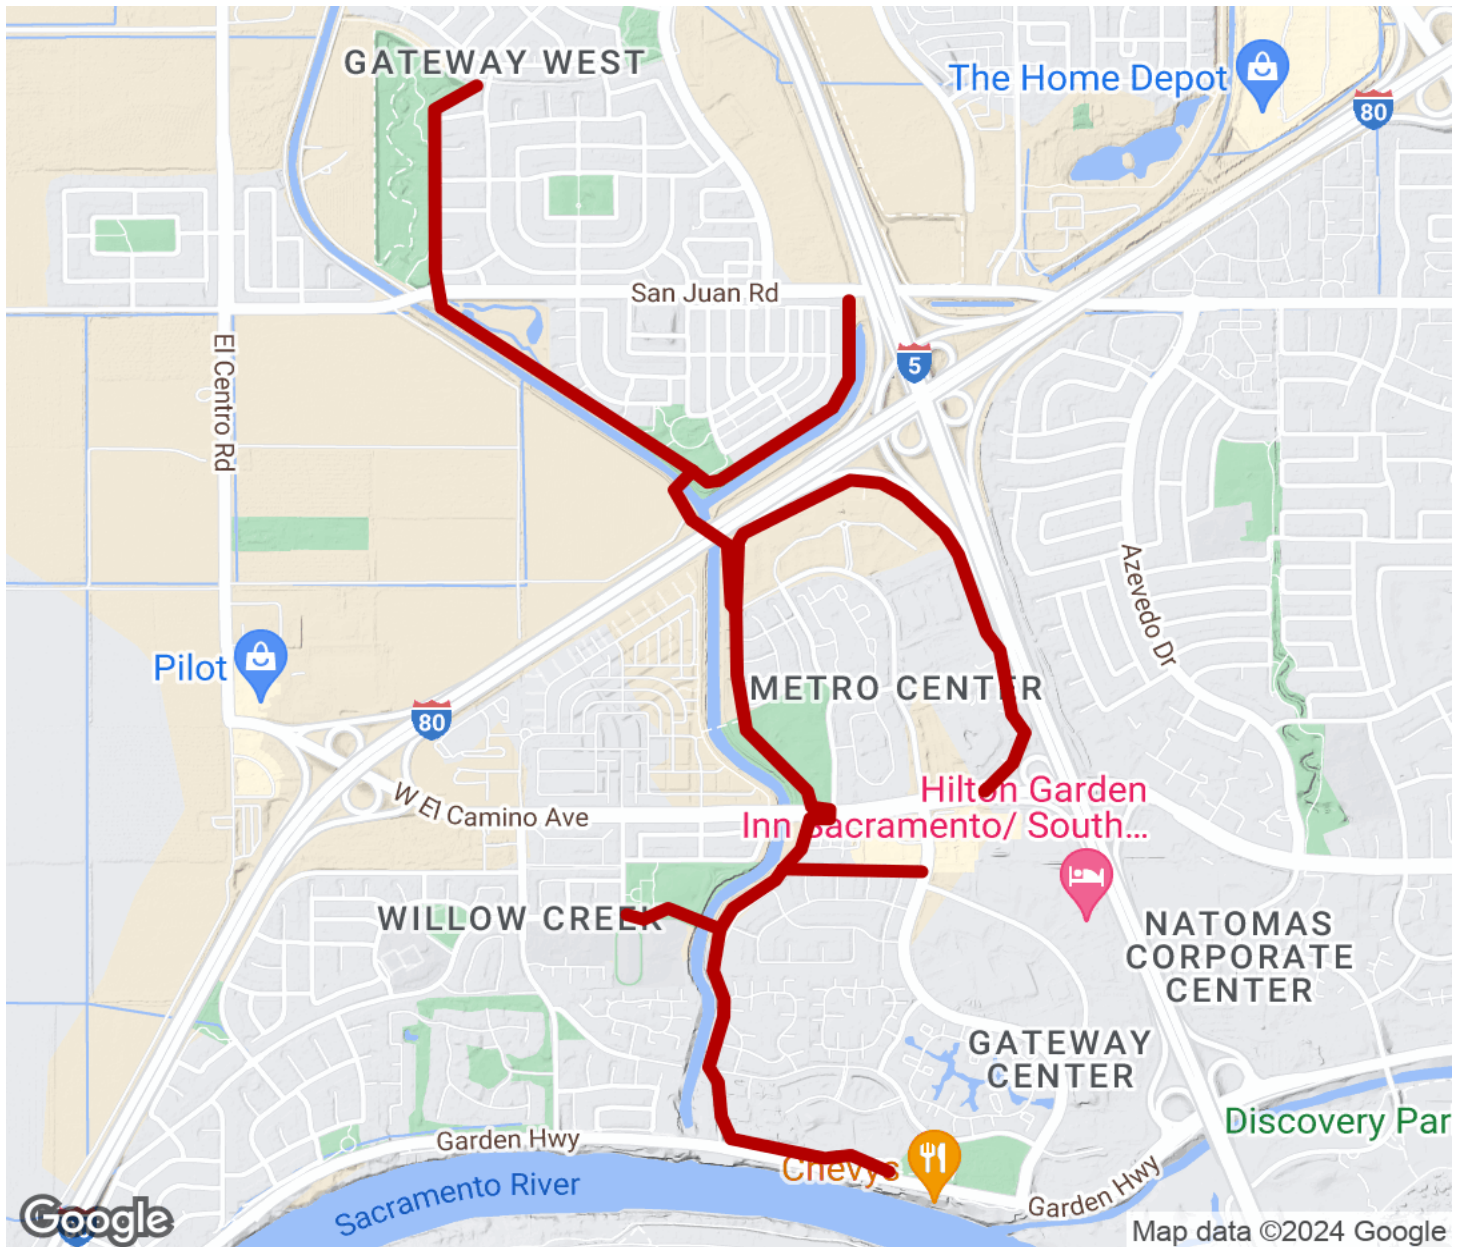 GATEWAY WEST
The Home Depot
80
San Juan Rd
5
El Centro Rd
Azevedo Dr
Pilot
METRO CENTER
80
Hilton Garden
Inn Sacramento/ South...
W El Camino Ave
WILLOW CREEK
NATOMAS
CORPORATE
CENTER
GATEWAY
CENTER
Discovery Par
Garden Hwy
Chevys
Sacramento River
Garden Hwy
Google
Map data ©2024 Google